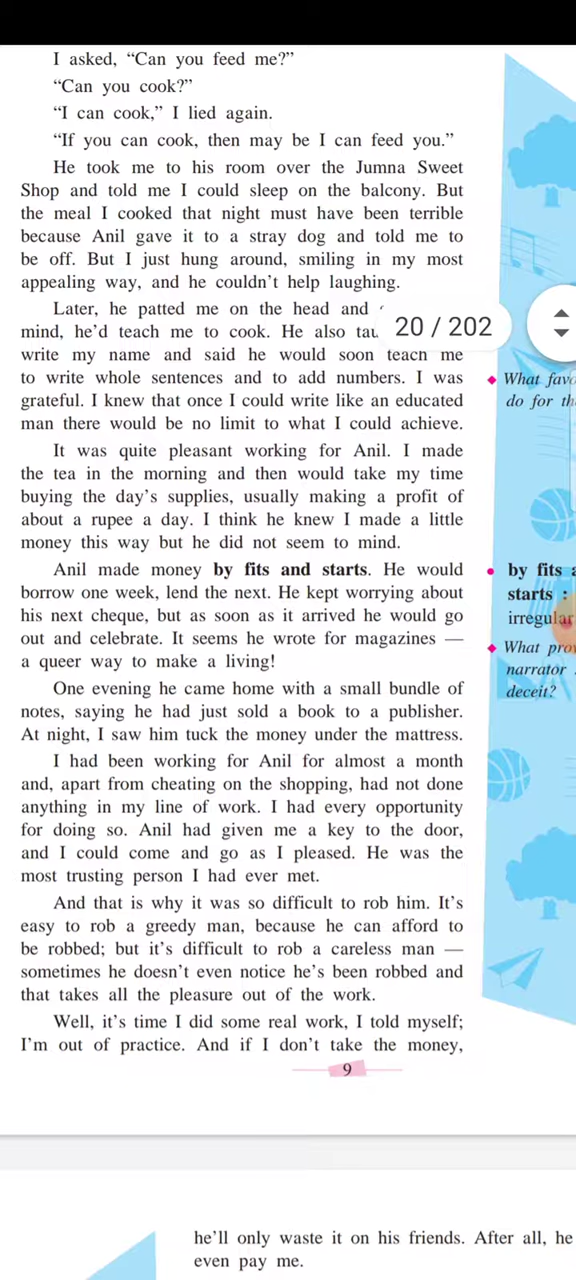 I asked, “Can you feed me?”
“Can you cook?”
“I can cook,” I lied again.
“If you can cook, then may be I can feed you.”
He took me to his room over the Jumna Sweet
Shop and told me I could sleep on the balcony. But
the meal I cooked that night must have been terrible
because Anil gave it to a stray dog and told me to
be off. But I just hung around, smiling in my most
appealing way, and he couldn’t help laughing.
Later, he patted me on the head and
mind, he’d teach me to cook. He also
20 / 202
write my name and said he would soon teach me
to write whole sentences and to add numbers. I was
grateful. I knew that once I could write like an educated
man there would be no limit to what I could achieve.
It was quite pleasant working for Anil. I made
the tea in the morning and then would take my time
buying the day’s supplies, usually making a profit of
about a rupee a day. I think he knew I made a little
money this way but he did not seem to mind.
Anil made money by fits and starts. He would
borrow one week, lend the next. He kept worrying about
his next cheque, but as soon as it arrived he would go
out and celebrate. It seems he wrote for magazines —
a queer way to make a living!
One evening he came home with a small bundle of
notes, saying he had just sold a book to a publisher.
At night, I saw him tuck the money under the mattress.
I had been working for Anil for almost a month
and, apart from cheating on the shopping, had not done
anything in my line of work. I had every opportunity
for doing so. Anil had given me a key to the door,
and I could come and go as I pleased. He was the
most trusting person I had ever met.
And that is why it was so difficult to rob him. It’s
easy to rob a greedy man, because he can afford to
be robbed; but it’s difficult to rob a careless man —
sometimes he doesn’t even notice he’s been robbed and
that takes all the pleasure out of the work.
Well, it’s time I did some real work, I told myself;
I’m out of practice. And if I don’t take the money,
9
What
do for
by fits
starts :
irregular
What
narrator
deceit?
he’ll only waste it on his friends. After all, he
even pay me.